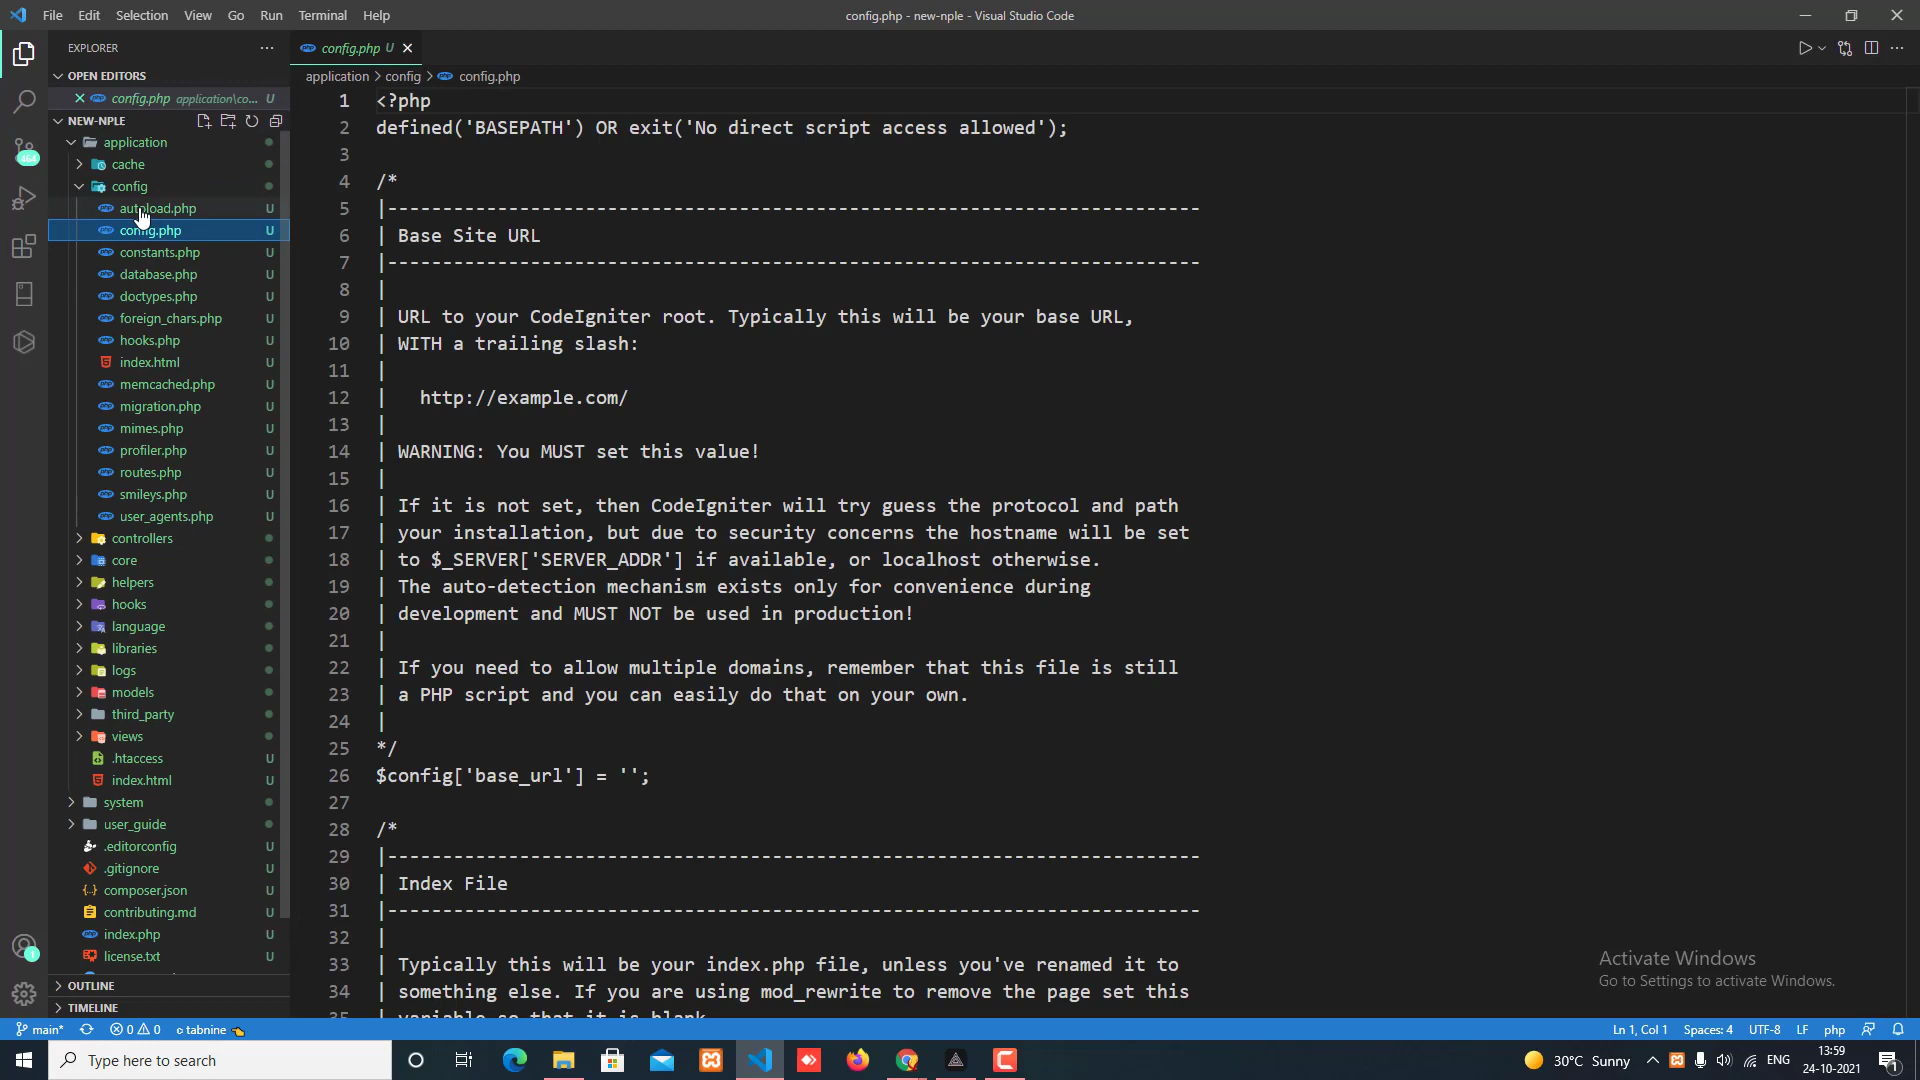 File Edit Selection View Go Run Terminal Help
config.php - new-nple - Visual Studio Code
EXPLORER
OPEN EDITORS
config.php application\co... U
NEW-NPLE
application
cache
config
autoload.php U
config.php U
constants.php U
database.php U
doctypes.php U
foreign_chars.php U
hooks.php U
index.html U
memcached.php U
migration.php U
mimes.php U
profiler.php U
routes.php U
smileys.php U
user_agents.php U
controllers
core
helpers
hooks
language
libraries
logs
models
third_party
views
.htaccess U
index.html U
system
user_guide
.editorconfig U
.gitignore U
composer.json U
contributing.md U
index.php U
license.txt U
OUTLINE
TIMELINE
config.php U
application > config > config.php
1 <?php
2 defined('BASEPATH') OR exit('No direct script access allowed');
3
4 /*
5 |--------------------------------------------------------------------------
6 | Base Site URL
7 |--------------------------------------------------------------------------
8 |
9 | URL to your CodeIgniter root. Typically this will be your base URL,
10 | WITH a trailing slash:
11 |
12 | http://example.com/
13 |
14 | WARNING: You MUST set this value!
15 |
16 | If it is not set, then CodeIgniter will try guess the protocol and path
17 | your installation, but due to security concerns the hostname will be set
18 | to $_SERVER['SERVER_ADDR'] if available, or localhost otherwise.
19 | The auto-detection mechanism exists only for convenience during
20 | development and MUST NOT be used in production!
21 |
22 | If you need to allow multiple domains, remember that this file is still
23 | a PHP script and you can easily do that on your own.
24 |
25 */
26 $config['base_url'] = '';
27
28 /*
29 |--------------------------------------------------------------------------
30 | Index File
31 |--------------------------------------------------------------------------
32 |
33 | Typically this will be your index.php file, unless you've renamed it to
34 | something else. If you are using mod_rewrite to remove the page set this
35 | variable so that it is blank.
Activate Windows
Go to Settings to activate Windows.
main* 0 0 tabnine
Ln 1, Col 1 Spaces: 4 UTF-8 LF php
Type here to search
30°C Sunny ENG
13:59
24-10-2021
1